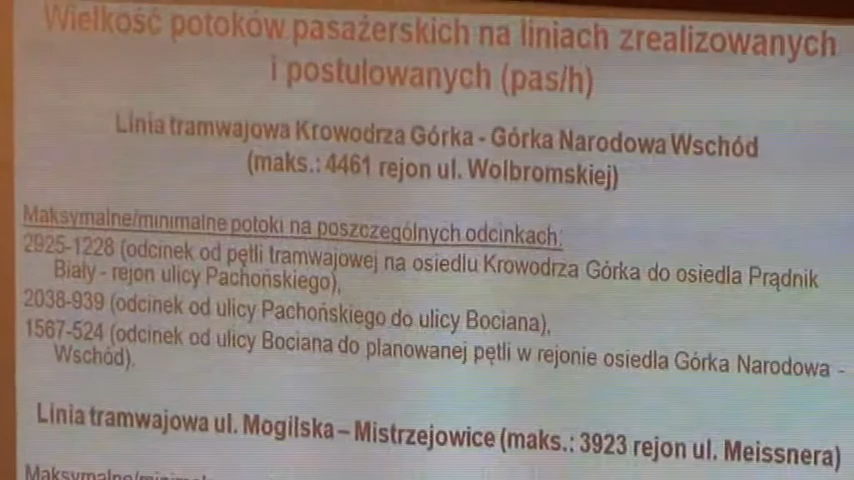 Wielkość potoków pasażerskich na liniach zrealizowanych
i postulowanych (pas/h)
Linia tramwajowa Krowodrza Górka - Górka Narodowa Wschód
(maks.: 4461 rejon ul. Wolbromskiej)
Maksymalne/minimalne potoki na poszczególnych odcinkach:
2925-1228 (odcinek od pętli tramwajowej na osiedlu Krowodrza Górka do osiedla Prądnik
Biały - rejon ulicy Pachońskiego),
2038-939 (odcinek od ulicy Pachońskiego do ulicy Bociana),
1567-524 (odcinek od ulicy Bociana do planowanej pętli w rejonie osiedla Górka Narodowa -
Wschód).
Linia tramwajowa ul. Mogilska – Mistrzejowice (maks.: 3923 rejon ul. Meissnera)